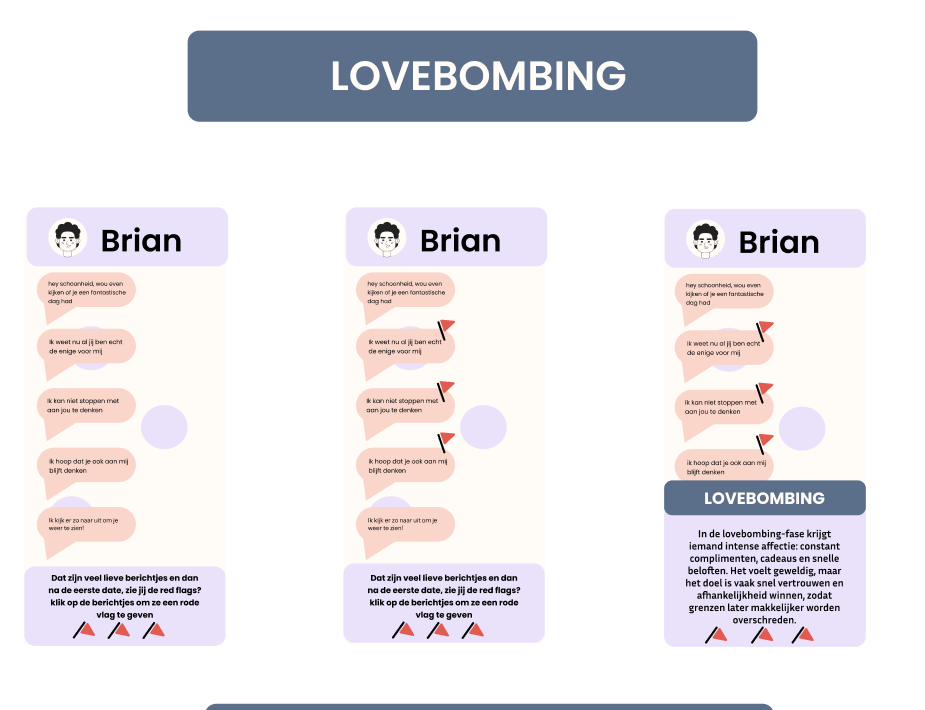 LOVEBOMBING
Brian
hey schoonheid, wou even
kijken of je een fantastische
dag had
Ik weet nu al jij ben echt
de enige voor mij
Ik kan niet stoppen met
aan jou te denken
Ik hoop dat je ook aan mij
blijft denken
Ik kijk er zo naar uit om je
weer te zien!
Dat zijn veel lieve berichtjes en dan
na de eerste date, zie jij de red flags?
klik op de berichtjes om ze een rode
vlag te geven
Brian
hey schoonheid, wou even
kijken of je een fantastische
dag had
Ik weet nu al jij ben echt
de enige voor mij
Ik kan niet stoppen met
aan jou te denken
Ik hoop dat je ook aan mij
blijft denken
Ik kijk er zo naar uit om je
weer te zien!
Dat zijn veel lieve berichtjes en dan
na de eerste date, zie jij de red flags?
klik op de berichtjes om ze een rode
vlag te geven
Brian
hey schoonheid, wou even
kijken of je een fantastische
dag had
Ik weet nu al jij ben echt
de enige voor mij
Ik kan niet stoppen met
aan jou te denken
ik hoop dat je ook aan mij
blijft denken
LOVEBOMBING
In de lovebombing-fase krijgt
iemand intense affectie: constant
complimenten, cadeaus en snelle
beloften. Het voelt geweldig, maar
het doel is vaak snel vertrouwen en
afhankelijkheid winnen, zodat
grenzen later makkelijker worden
overschreden.